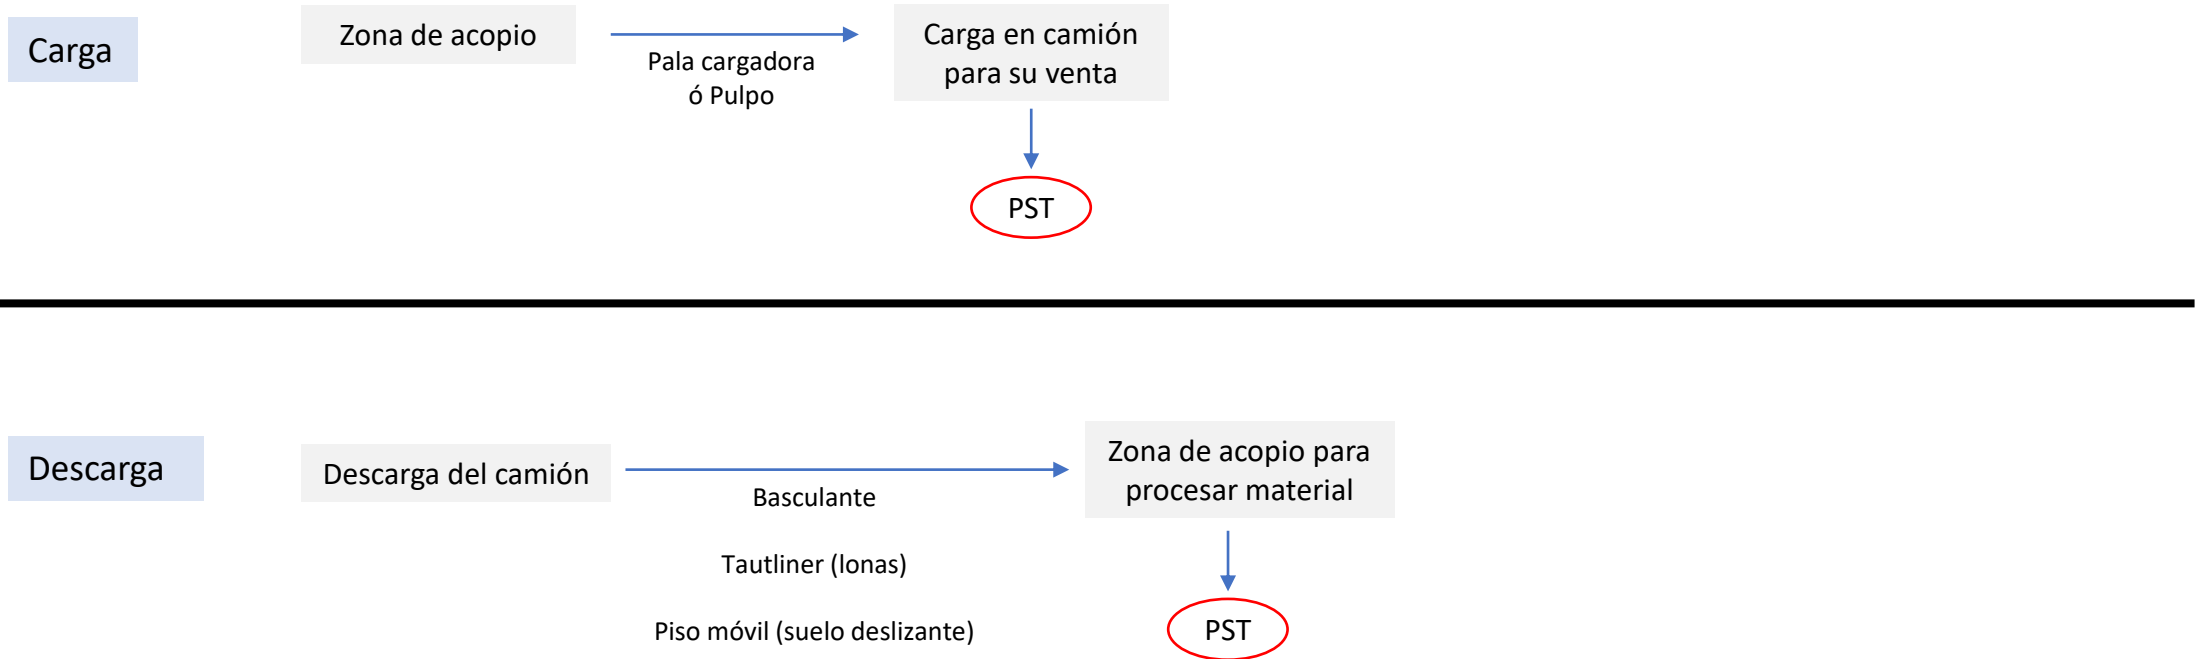 Carga
Zona de acopio
Pala cargadora
ó Pulpo
Carga en camión
para su venta
PST
Descarga
Descarga del camión
Basculante
Tautliner (lonas)
Piso móvil (suelo deslizante)
Zona de acopio para
procesar material
PST